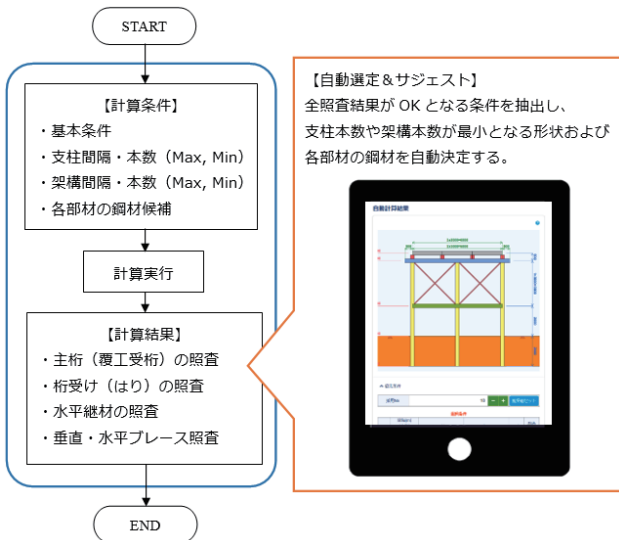 START
【計算条件】
・基本条件
・支柱間隔・本数（Max, Min）
・架構間隔・本数（Max, Min）
・各部材の鋼材候補
計算実行
【計算結果】
・主桁（覆工受桁）の照査
・桁受け（はり）の照査
・水平継材の照査
・垂直・水平ブレース照査
END
【自動選定＆サジェスト】
全照査結果が OK となる条件を抽出し、
支柱本数や架構本数が最小となる形状および
各部材の鋼材を自動決定する。
自動計算結果